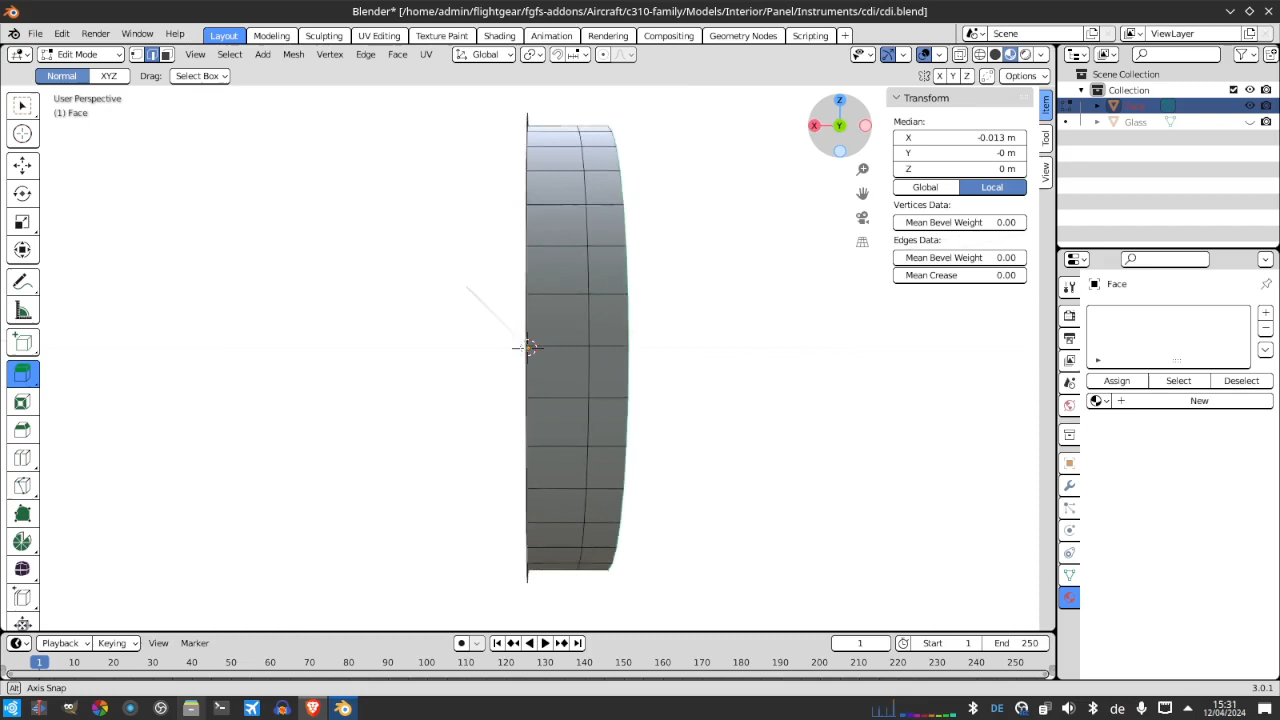 Blender* [/home/admin/flightgear/fgfs-addons/Aircraft/c310-family/Models/Interior/Panel/Instruments/cdi/cdi.blend]
File Edit Render Window Help Layout Modeling Sculpting UV Editing Texture Paint Shading Animation Rendering Compositing Geometry Nodes Scripting + Scene ViewLayer
Edit Mode View Select Add Mesh Vertex Edge Face UV Global
Normal XYZ Drag: Select Box X Y Z Options
Scene Collection
Collection
Face
Glass
User Perspective
(1) Face
Z
X
Y
Transform
Median:
X -0.013 m
Y -0 m
Z 0 m
Global Local
Vertices Data:
Mean Bevel Weight 0.00
Edges Data:
Mean Bevel Weight 0.00
Mean Crease 0.00
Item
Tool
View
Face
Assign Select Deselect
New
Playback Keying View Marker 1 Start 1 End 250
1 10 20 30 40 50 60 70 80 90 100 110 120 130 140 150 160 170 180 190 200 210 220 230 240 250
Alt Axis Snap 3.0.1
DE de 15:31
12/04/2024